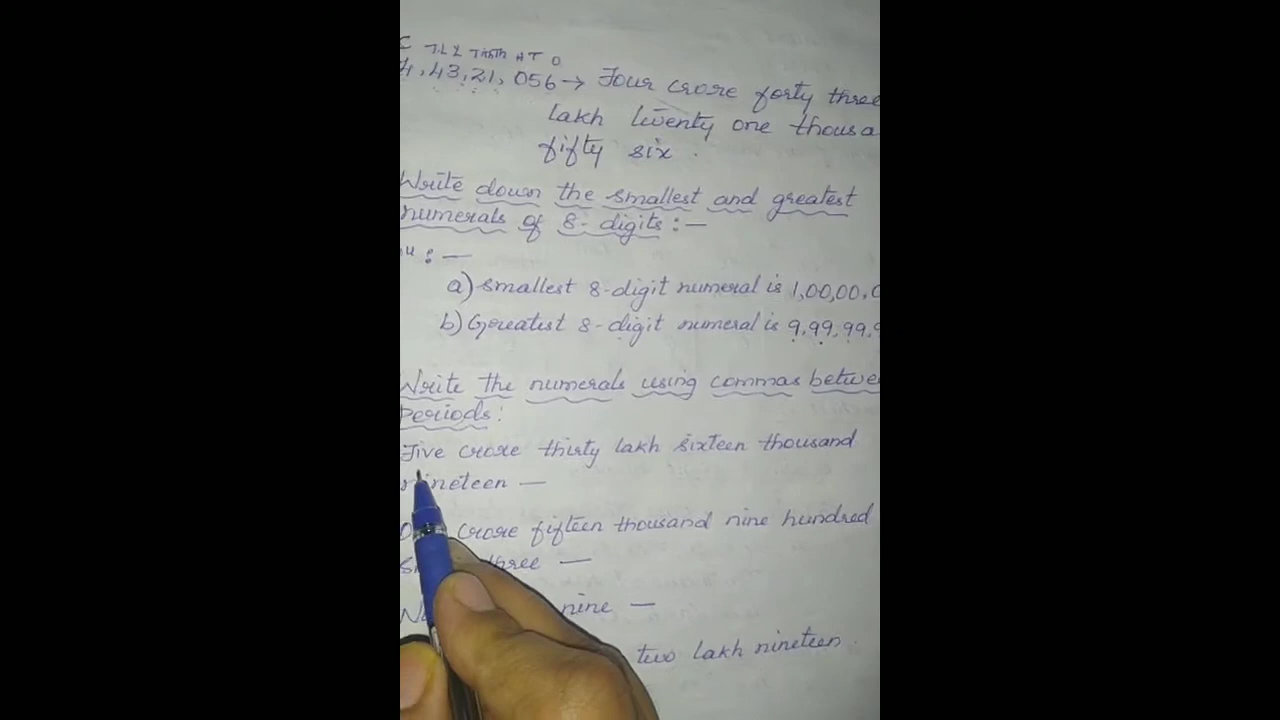 C T.L L T.Th Th H T O
4,43,21,056 → Four crore forty three
lakh twenty one thousa
fifty six.
Write down the smallest and greatest
numerals of 8-digits :—
:—
a) Smallest 8-digit numeral is 1,00,00,0
b) Greatest 8-digit numeral is 9,99,99,9
Write the numerals using commas betwe
periods:
Five crore thirty lakh sixteen thousand
nineteen —
crore fifteen thousand nine hundred
three —
nine —
two lakh nineteen.